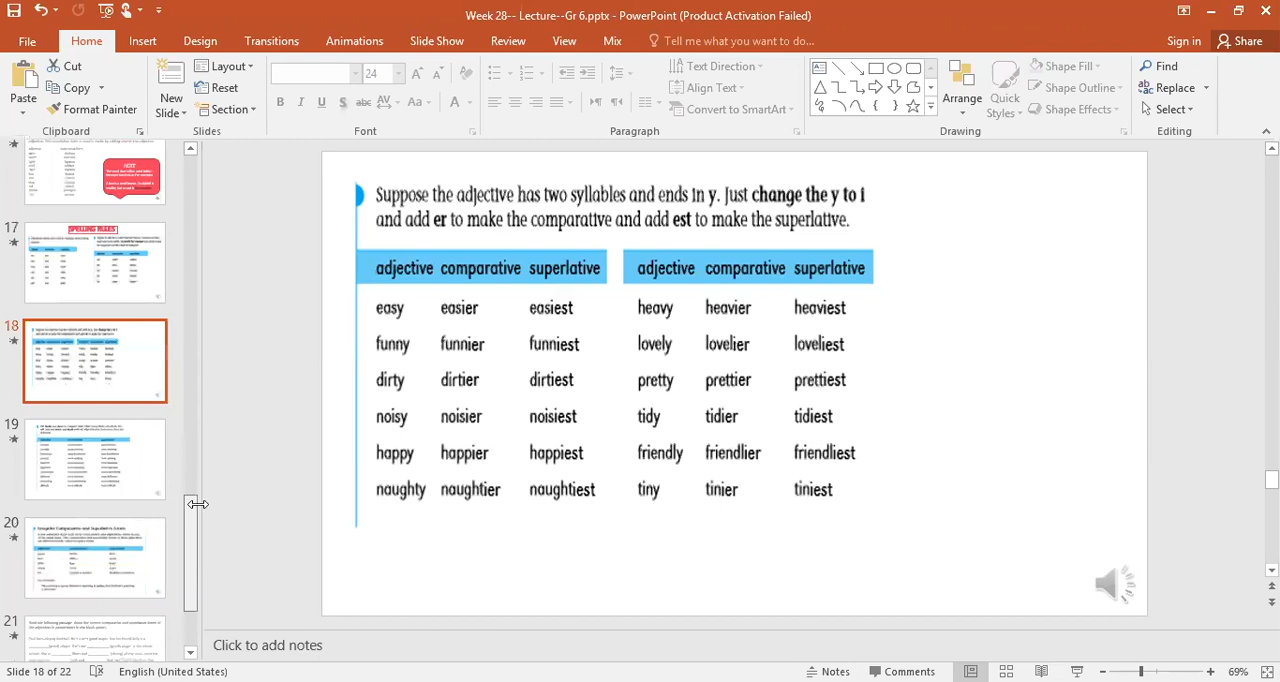 Week 28-- Lecture--Gr 6.pptx - PowerPoint (Product Activation Failed)
File Home Insert Design Transitions Animations Slide Show Review View Mix Tell me what you want to do... Sign in Share
Paste Cut Copy Format Painter
Clipboard
New Slide Layout Reset Section
Slides
24
B I U S abc AV Aa A
Font
Text Direction Align Text Convert to SmartArt
Paragraph
Arrange Quick Styles Shape Fill Shape Outline Shape Effects
Drawing
Find Replace Select
Editing
17
SPELLING RULES
18
19
20
21
Suppose the adjective has two syllables and ends in y. Just change the y to i
and add er to make the comparative and add est to make the superlative.
adjective comparative superlative adjective comparative superlative
easy easier easiest heavy heavier heaviest
funny funnier funniest lovely lovelier loveliest
dirty dirtier dirtiest pretty prettier prettiest
noisy noisier noisiest tidy tidier tidiest
happy happier happiest friendly friendlier friendliest
naughty naughtier naughtiest tiny tinier tiniest
Click to add notes
Slide 18 of 22 English (United States) Notes Comments 69%